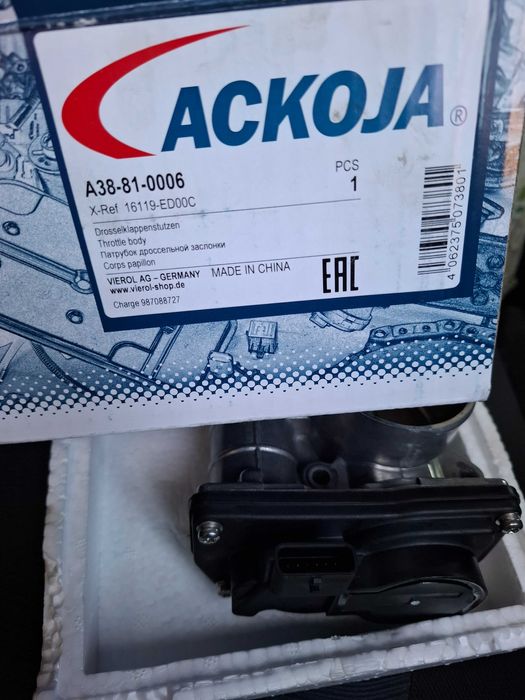 ACKOJA®
A38-81-0006
PCS
X-Ref 16119-ED00C
1
Drosselklappenstutzen
Throttle body
Патрубок дроссельной заслонки
Corps papillon
VIEROL AG – GERMANY MADE IN CHINA
www.vierol-shop.de
EAC
Charge 987088727
4 062375 073801